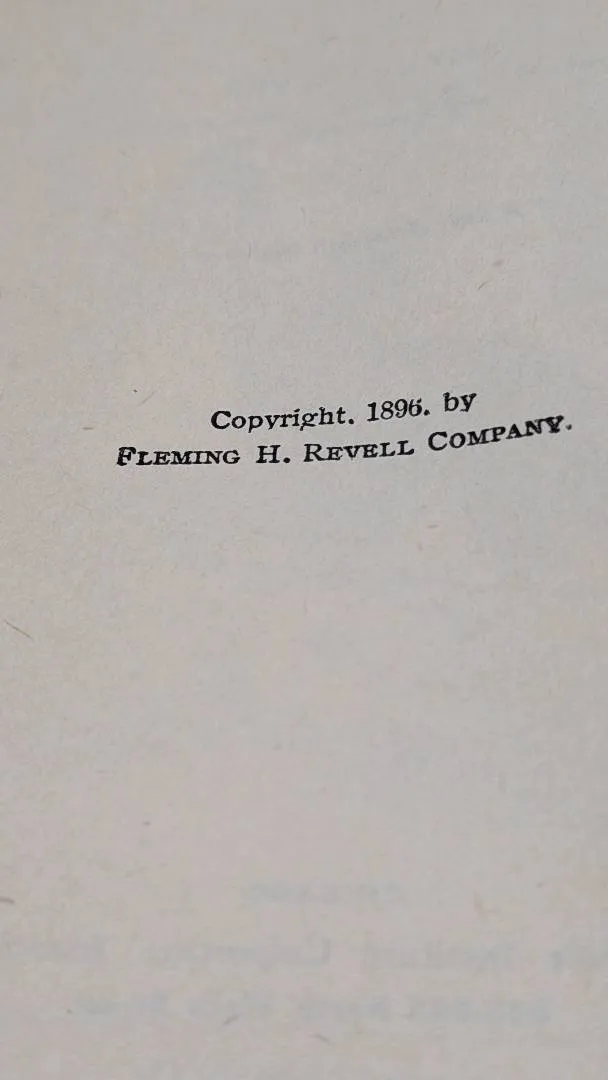 Copyright. 1896. by
FLEMING H. REVELL COMPANY.